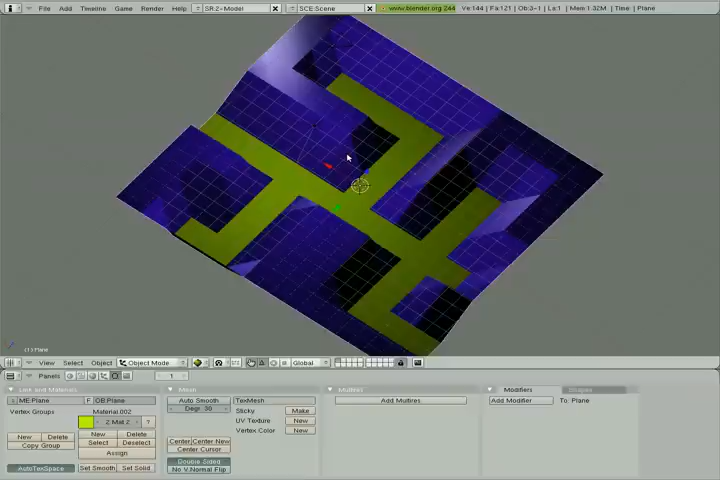 File Add Timeline Game Render Help SR:2-Model SCE:Scene www.blender.org 244 Ve:144 | Fa:121 | Ob:3-1 | La:1 | Mem:1.32M | Time: | Plane
(1) Plane
View Select Object Object Mode Global
Panels 1
Link and Materials Mesh Multires Modifiers Shapes
ME:Plane F OB:Plane Auto Smooth TexMesh: Add Multires Add Modifier To: Plane
Vertex Groups Material.002 Degr: 30 Sticky Make
2 Mat 2 ? UV Texture New
New Delete New Delete Vertex Color New
Copy Group Select Deselect Center Center New
Assign Center Cursor
AutoTexSpace Set Smooth Set Solid Double Sided
No V.Normal Flip